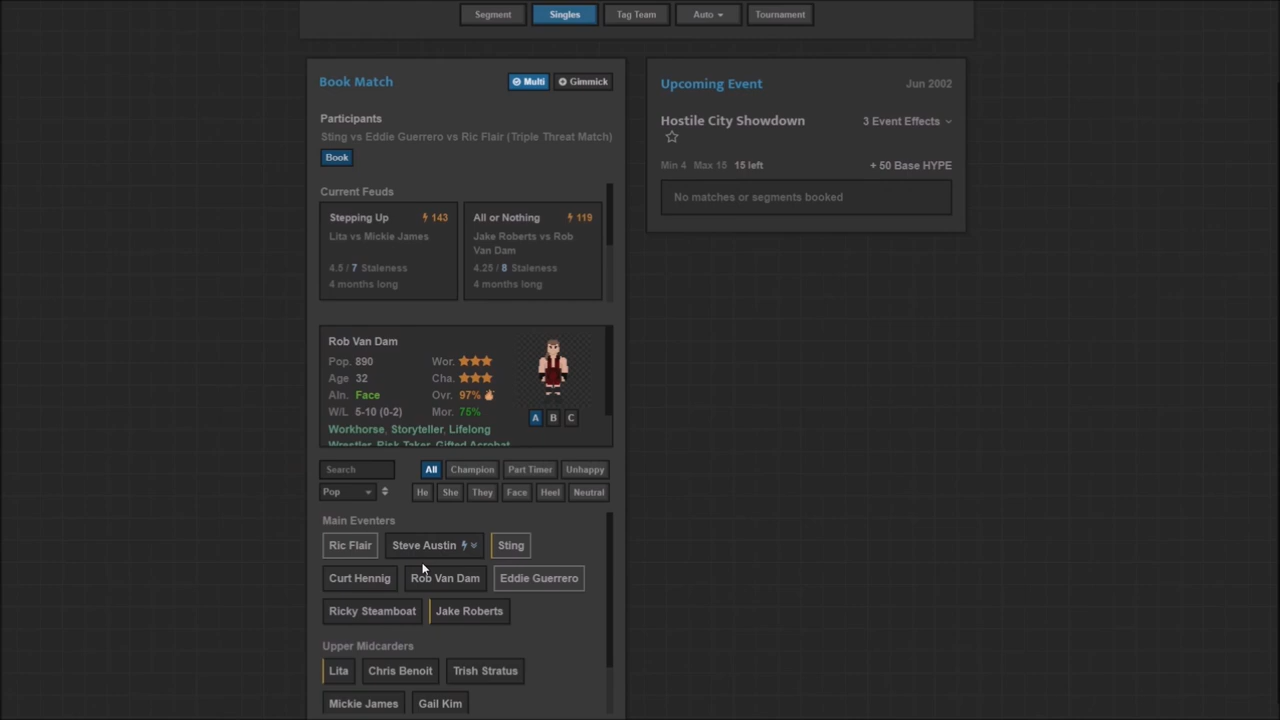 Segment
Singles
Tag Team
Auto
Tournament
Book Match
Multi
Gimmick
Participants
Sting vs Eddie Guerrero vs Ric Flair (Triple Threat Match)
Book
Current Feuds
Stepping Up 143
Lita vs Mickie James
4.5 / 7 Staleness
4 months long
All or Nothing 119
Jake Roberts vs Rob
Van Dam
4.25 / 8 Staleness
4 months long
Rob Van Dam
Pop. 890 Wor.
Age 32 Cha.
Aln. Face Ovr. 97%
W/L 5-10 (0-2) Mor. 75%
A B C
Workhorse, Storyteller, Lifelong
Wrestler, Risk Taker, Gifted Acrobat
Search All Champion Part Timer Unhappy
Pop He She They Face Heel Neutral
Main Eventers
Ric Flair Steve Austin Sting
Curt Hennig Rob Van Dam Eddie Guerrero
Ricky Steamboat Jake Roberts
Upper Midcarders
Lita Chris Benoit Trish Stratus
Mickie James Gail Kim
Upcoming Event Jun 2002
Hostile City Showdown 3 Event Effects
Min 4 Max 15 15 left + 50 Base HYPE
No matches or segments booked